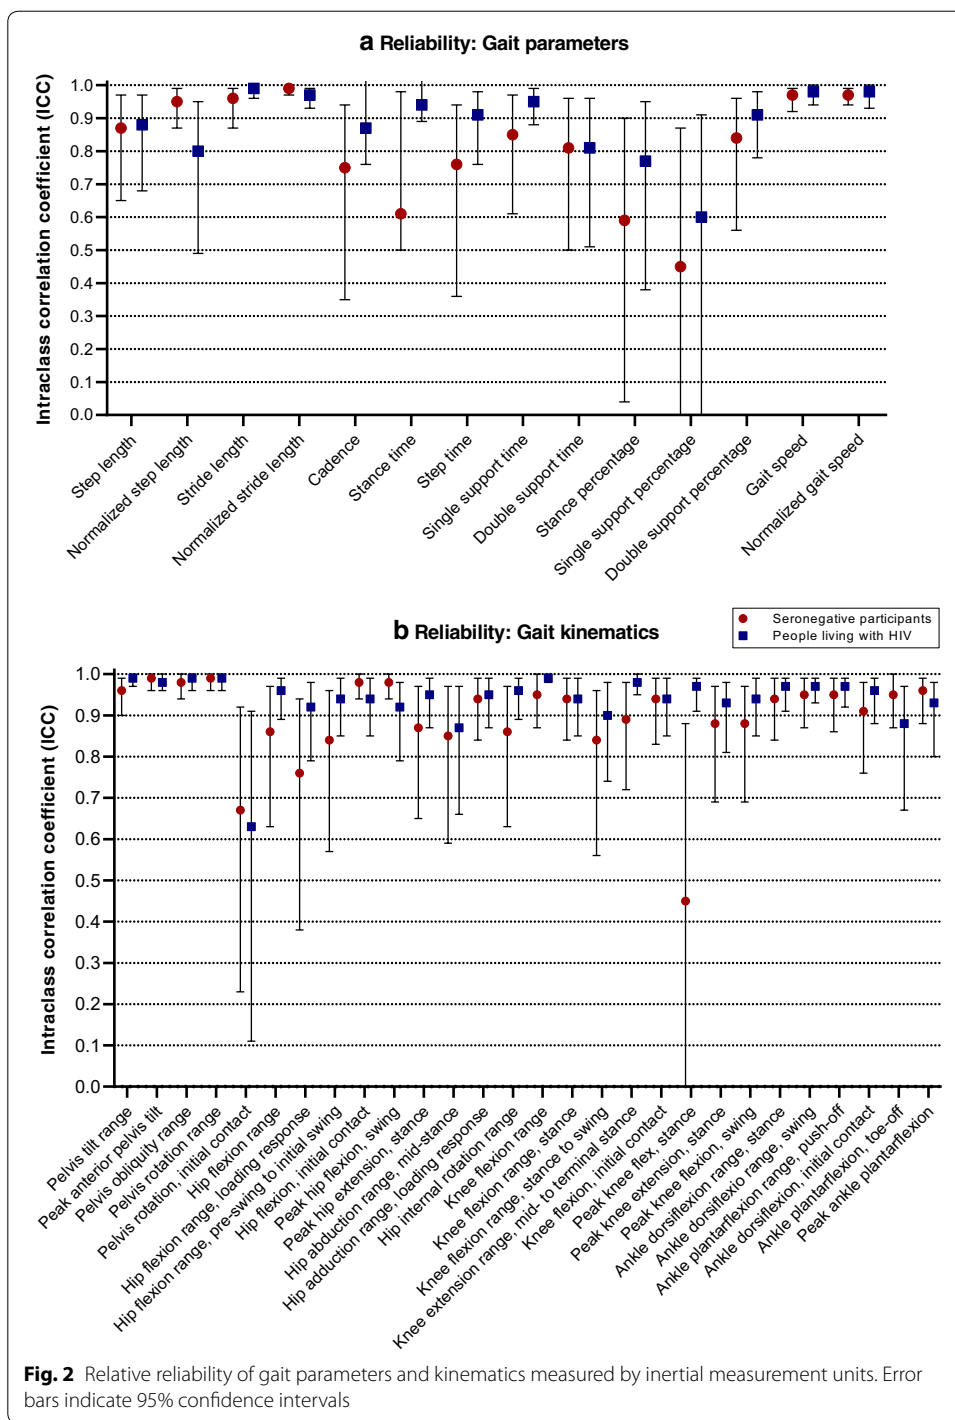 a Reliability: Gait parameters
Intraclass correlation coefficient (ICC)
1.0
0.9
0.8
0.7
0.6
0.5
0.4
0.3
0.2
0.1
0.0
Step length
Normalized step length
Stride length
Normalized stride length
Cadence
Stance time
Step time
Single support time
Double support time
Stance percentage
Single support percentage
Double support percentage
Gait speed
Normalized gait speed
b Reliability: Gait kinematics
Seronegative participants
People living with HIV
Intraclass correlation coefficient (ICC)
1.0
0.9
0.8
0.7
0.6
0.5
0.4
0.3
0.2
0.1
0.0
Pelvis tilt range
Peak anterior pelvis tilt
Pelvis obliquity range
Pelvis rotation range
Pelvis rotation, initial contact
Hip flexion range
Hip flexion range, loading response
Hip flexion range, pre-swing to initial swing
Hip flexion, initial contact
Peak hip flexion, swing
Peak hip extension, stance
Hip abduction range, mid-stance
Hip adduction range, loading response
Hip internal rotation range
Knee flexion range
Knee flexion range, stance
Knee flexion range, stance to swing
Knee extension range, mid- to terminal stance
Knee flexion, initial contact
Peak knee flex, stance
Peak knee extension, stance
Peak knee flexion, swing
Ankle dorsiflexion range, stance
Ankle dorsiflexion range, swing
Ankle plantarflexion range, push-off
Ankle dorsiflexion, initial contact
Ankle plantarflexion, toe-off
Peak ankle plantarflexion
Fig. 2 Relative reliability of gait parameters and kinematics measured by inertial measurement units. Error
bars indicate 95% confidence intervals